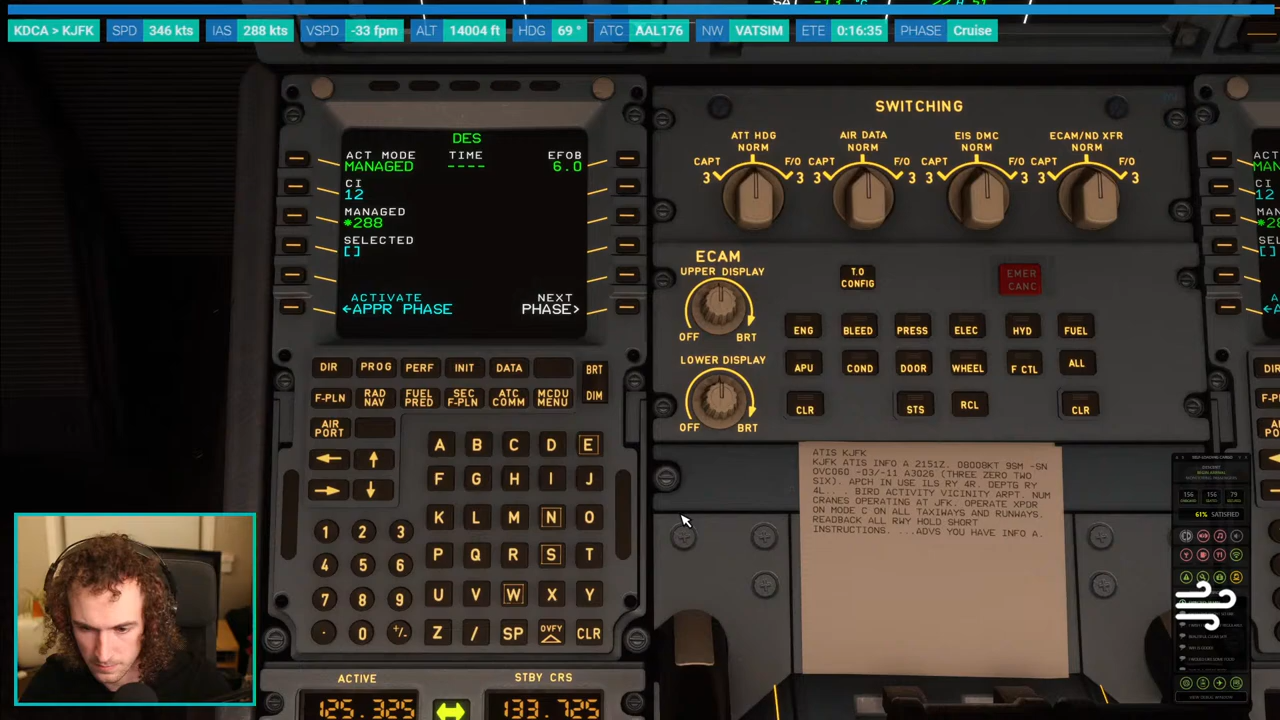 KDCA > KJFK SPD 346 kts IAS 288 kts VSPD -33 fpm ALT 14004 ft HDG 69 ° ATC AAL176 NW VATSIM ETE 0:16:35 PHASE Cruise
DES
ACT MODE TIME EFOB
MANAGED ---- 6.0
CI
12
MANAGED
*288
SELECTED
[ ]
ACTIVATE NEXT
←APPR PHASE PHASE>
DIR PROG PERF INIT DATA BRT
F-PLN RAD NAV FUEL PRED SEC F-PLN ATC COMM MCDU MENU DIM
AIR PORT
A B C D E
F G H I J
K L M N O
P Q R S T
U V W X Y
Z / SP OVFY CLR
1 2 3
4 5 6
7 8 9
. 0 +/-
ACTIVE STBY CRS
125.325 133.725
SWITCHING
ATT HDG AIR DATA EIS DMC ECAM/ND XFR
NORM NORM NORM NORM
CAPT F/O CAPT F/O CAPT F/O CAPT F/O
3 3 3 3 3 3 3 3
ECAM
UPPER DISPLAY
OFF BRT
LOWER DISPLAY
OFF BRT
T.O CONFIG
EMER CANC
ENG BLEED PRESS ELEC HYD FUEL
APU COND DOOR WHEEL F CTL ALL
CLR STS RCL CLR
ATIS KJFK
KJFK ATIS INFO A 2151Z. 08008KT 9SM -SN
OVC060 -03/-11 A3026 (THREE ZERO TWO
SIX). APCH IN USE ILS RY 4R. DEPTG RY
4L... BIRD ACTIVITY VICINITY ARPT. NUM
CRANES OPERATING AT JFK. OPERATE XPDR
ON MODE C ON ALL TAXIWAYS AND RUNWAYS.
READBACK ALL RWY HOLD SHORT
INSTRUCTIONS. ...ADVS YOU HAVE INFO A.
156 156 79
61% SATISFIED
DIR
12